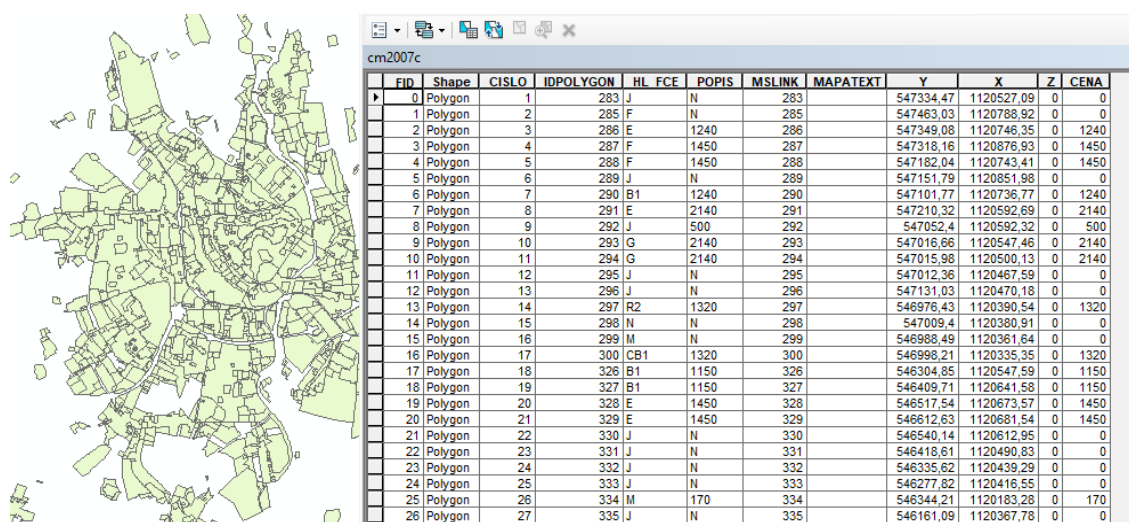 cm2007c
FID Shape CISLO IDPOLYGON HL_FCE POPIS MSLINK MAPATEXT Y X Z CENA
0 Polygon 1 283 J N 283 547334,47 1120527,09 0 0
1 Polygon 2 285 F N 285 547463,03 1120788,92 0 0
2 Polygon 3 286 E 1240 286 547349,08 1120746,35 0 1240
3 Polygon 4 287 F 1450 287 547318,16 1120876,93 0 1450
4 Polygon 5 288 F 1450 288 547182,04 1120743,41 0 1450
5 Polygon 6 289 J N 289 547151,79 1120851,98 0 0
6 Polygon 7 290 B1 1240 290 547101,77 1120736,77 0 1240
7 Polygon 8 291 E 2140 291 547210,32 1120592,69 0 2140
8 Polygon 9 292 J 500 292 547052,4 1120592,32 0 500
9 Polygon 10 293 G 2140 293 547016,66 1120547,46 0 2140
10 Polygon 11 294 G 2140 294 547015,98 1120500,13 0 2140
11 Polygon 12 295 J N 295 547012,36 1120467,59 0 0
12 Polygon 13 296 J N 296 547131,03 1120470,18 0 0
13 Polygon 14 297 R2 1320 297 546976,43 1120390,54 0 1320
14 Polygon 15 298 N N 298 547009,4 1120380,91 0 0
15 Polygon 16 299 M N 299 546988,49 1120361,64 0 0
16 Polygon 17 300 CB1 1320 300 546998,21 1120335,35 0 1320
17 Polygon 18 326 B1 1150 326 546304,85 1120547,59 0 1150
18 Polygon 19 327 B1 1150 327 546409,71 1120641,58 0 1150
19 Polygon 20 328 E 1450 328 546517,54 1120673,57 0 1450
20 Polygon 21 329 E 1450 329 546612,63 1120681,54 0 1450
21 Polygon 22 330 J N 330 546540,14 1120612,95 0 0
22 Polygon 23 331 J N 331 546418,61 1120490,83 0 0
23 Polygon 24 332 J N 332 546335,62 1120439,29 0 0
24 Polygon 25 333 J N 333 546277,82 1120416,55 0 0
25 Polygon 26 334 M 170 334 546344,21 1120183,28 0 170
26 Polygon 27 335 J N 335 546161,09 1120367,78 0 0